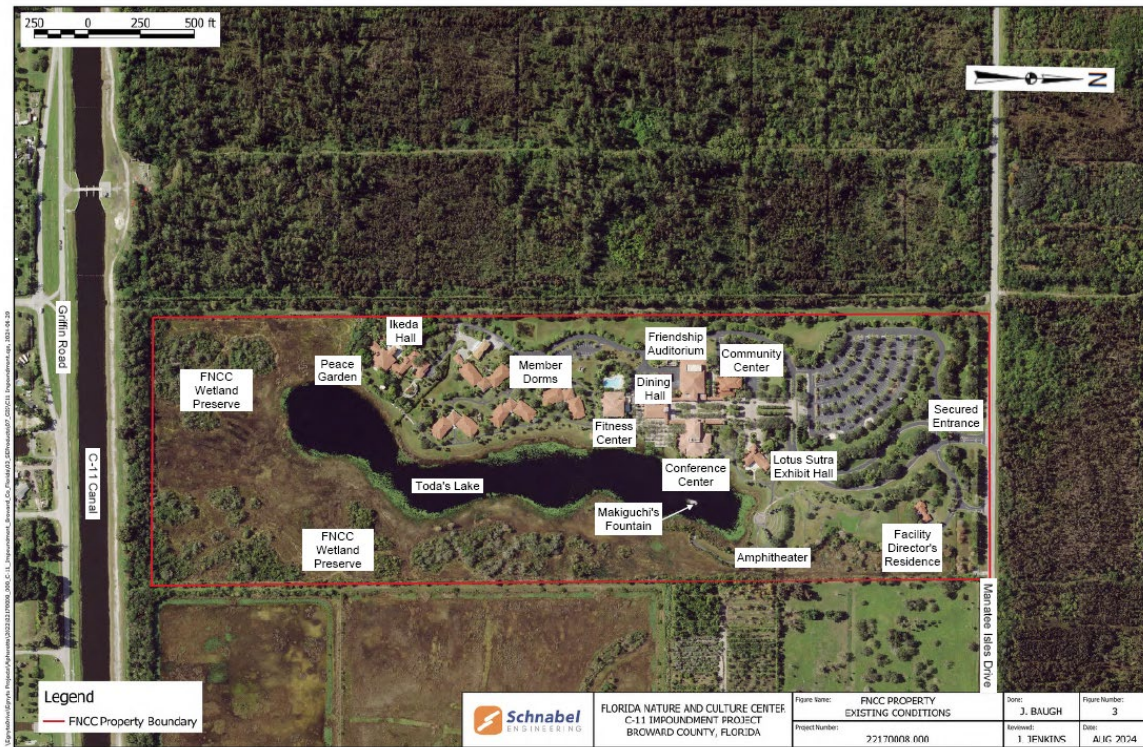 250 0 250 500 ft
N
Griffin Road
C-11 Canal
Ikeda
Hall
Peace
Garden
FNCC
Wetland
Preserve
Member
Dorms
Friendship
Auditorium
Community
Center
Dining
Hall
Fitness
Center
Secured
Entrance
Lotus Sutra
Exhibit Hall
Conference
Center
Toda's Lake
Makiguchi's
Fountain
FNCC
Wetland
Preserve
Amphitheater
Facility
Director's
Residence
Manatee Isles Drive
Legend
FNCC Property Boundary
Schnabel
ENGINEERING
FLORIDA NATURE AND CULTURE CENTER
C-11 IMPOUNDMENT PROJECT
BROWARD COUNTY, FLORIDA
Figure Name:
FNCC PROPERTY
EXISTING CONDITIONS
Project Number:
22170008.000
Done:
J. BAUGH
Figure Number:
3
Reviewed:
J. JENKINS
Date:
AUG 2024